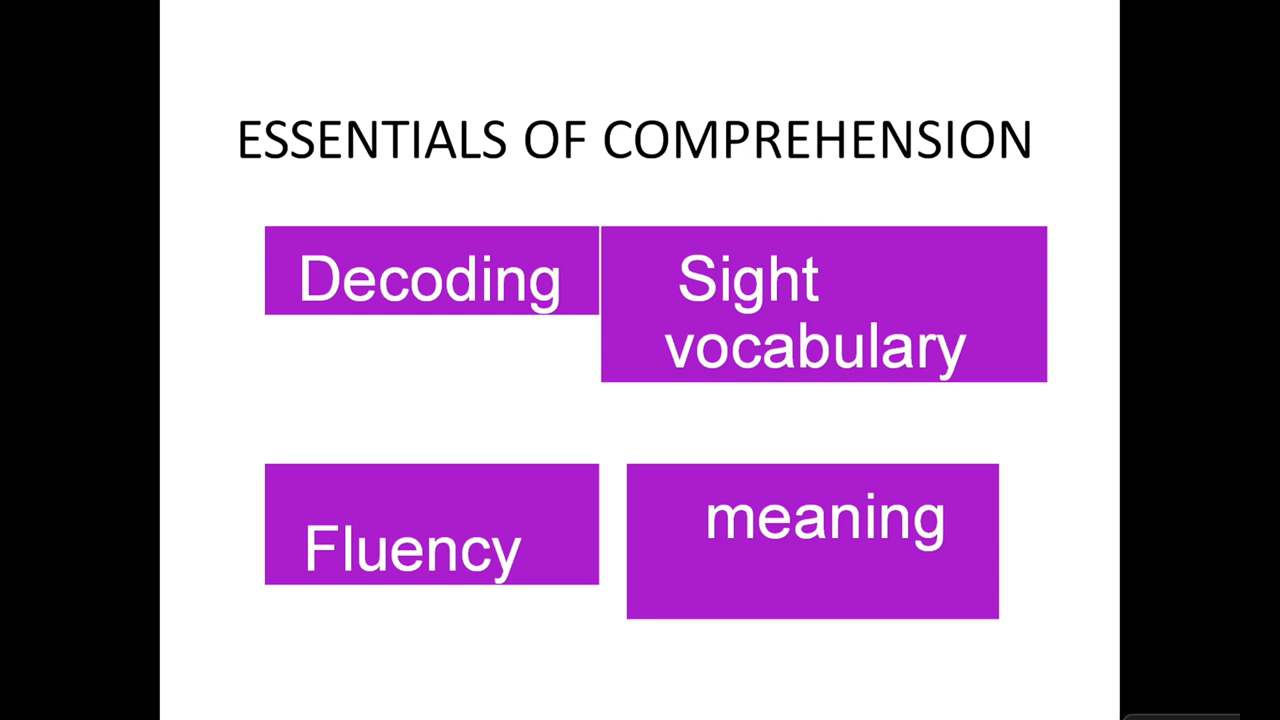 ESSENTIALS OF COMPREHENSION
Decoding
Sight
vocabulary
Fluency
meaning